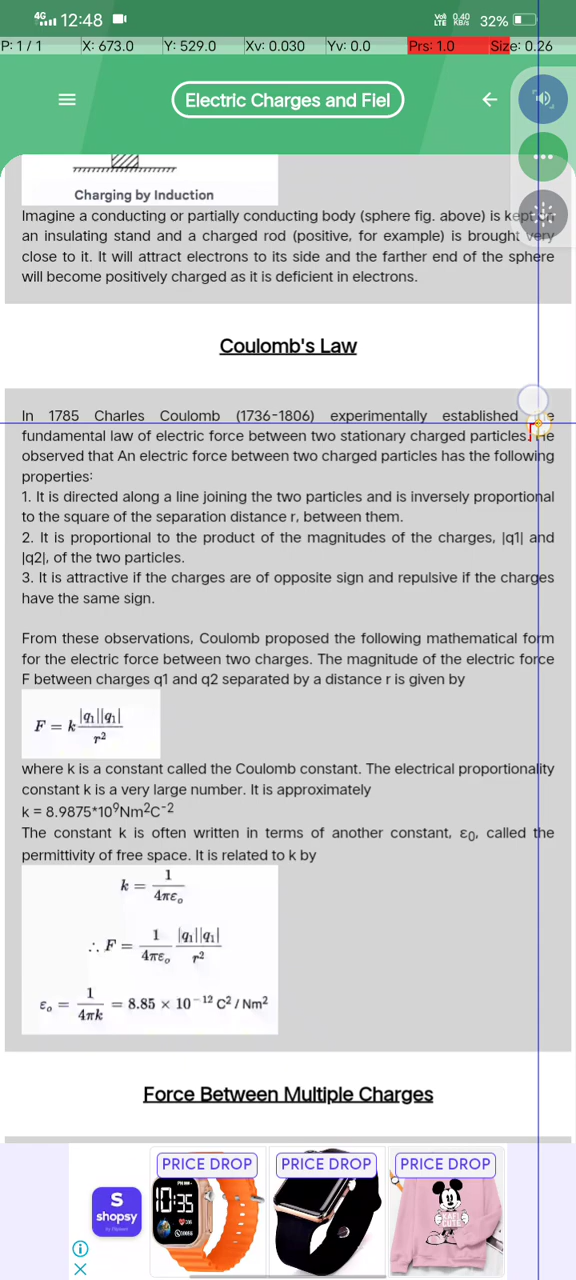 4G 12:48 Vo) LTE 0.40 KB/s 32%
P: 1 / 1 X: 673.0 Y: 529.0 Xv: 0.030 Yv: 0.0 Prs: 1.0 Size: 0.26
Electric Charges and Fiel
Charging by Induction
Imagine a conducting or partially conducting body (sphere fig. above) is kept on
an insulating stand and a charged rod (positive, for example) is brought very
close to it. It will attract electrons to its side and the farther end of the sphere
will become positively charged as it is deficient in electrons.
Coulomb's Law
In 1785 Charles Coulomb (1736-1806) experimentally established the
fundamental law of electric force between two stationary charged particles. He
observed that An electric force between two charged particles has the following
properties:
1. It is directed along a line joining the two particles and is inversely proportional
to the square of the separation distance r, between them.
2. It is proportional to the product of the magnitudes of the charges, |q1| and
|q2|, of the two particles.
3. It is attractive if the charges are of opposite sign and repulsive if the charges
have the same sign.
From these observations, Coulomb proposed the following mathematical form
for the electric force between two charges. The magnitude of the electric force
F between charges q1 and q2 separated by a distance r is given by
F = k |q₁||q₁| / r²
where k is a constant called the Coulomb constant. The electrical proportionality
constant k is a very large number. It is approximately
k = 8.9875*10⁹Nm²C⁻²
The constant k is often written in terms of another constant, ε₀, called the
permittivity of free space. It is related to k by
k = 1 / 4πεₒ
∴ F = 1 / 4πεₒ |q₁||q₁| / r²
εₒ = 1 / 4πk = 8.85 × 10⁻¹² C² / Nm²
Force Between Multiple Charges
PRICE DROP PRICE DROP PRICE DROP
S
shopsy
10:35